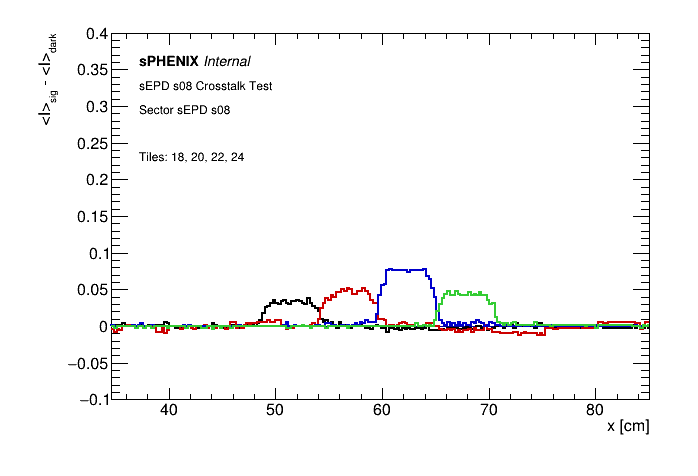 <I>sig - <I>dark
0.4
0.35
0.3
0.25
0.2
0.15
0.1
0.05
0
−0.05
−0.1
sPHENIX Internal
sEPD s08 Crosstalk Test
Sector sEPD s08
Tiles: 18, 20, 22, 24
40 50 60 70 80
x [cm]